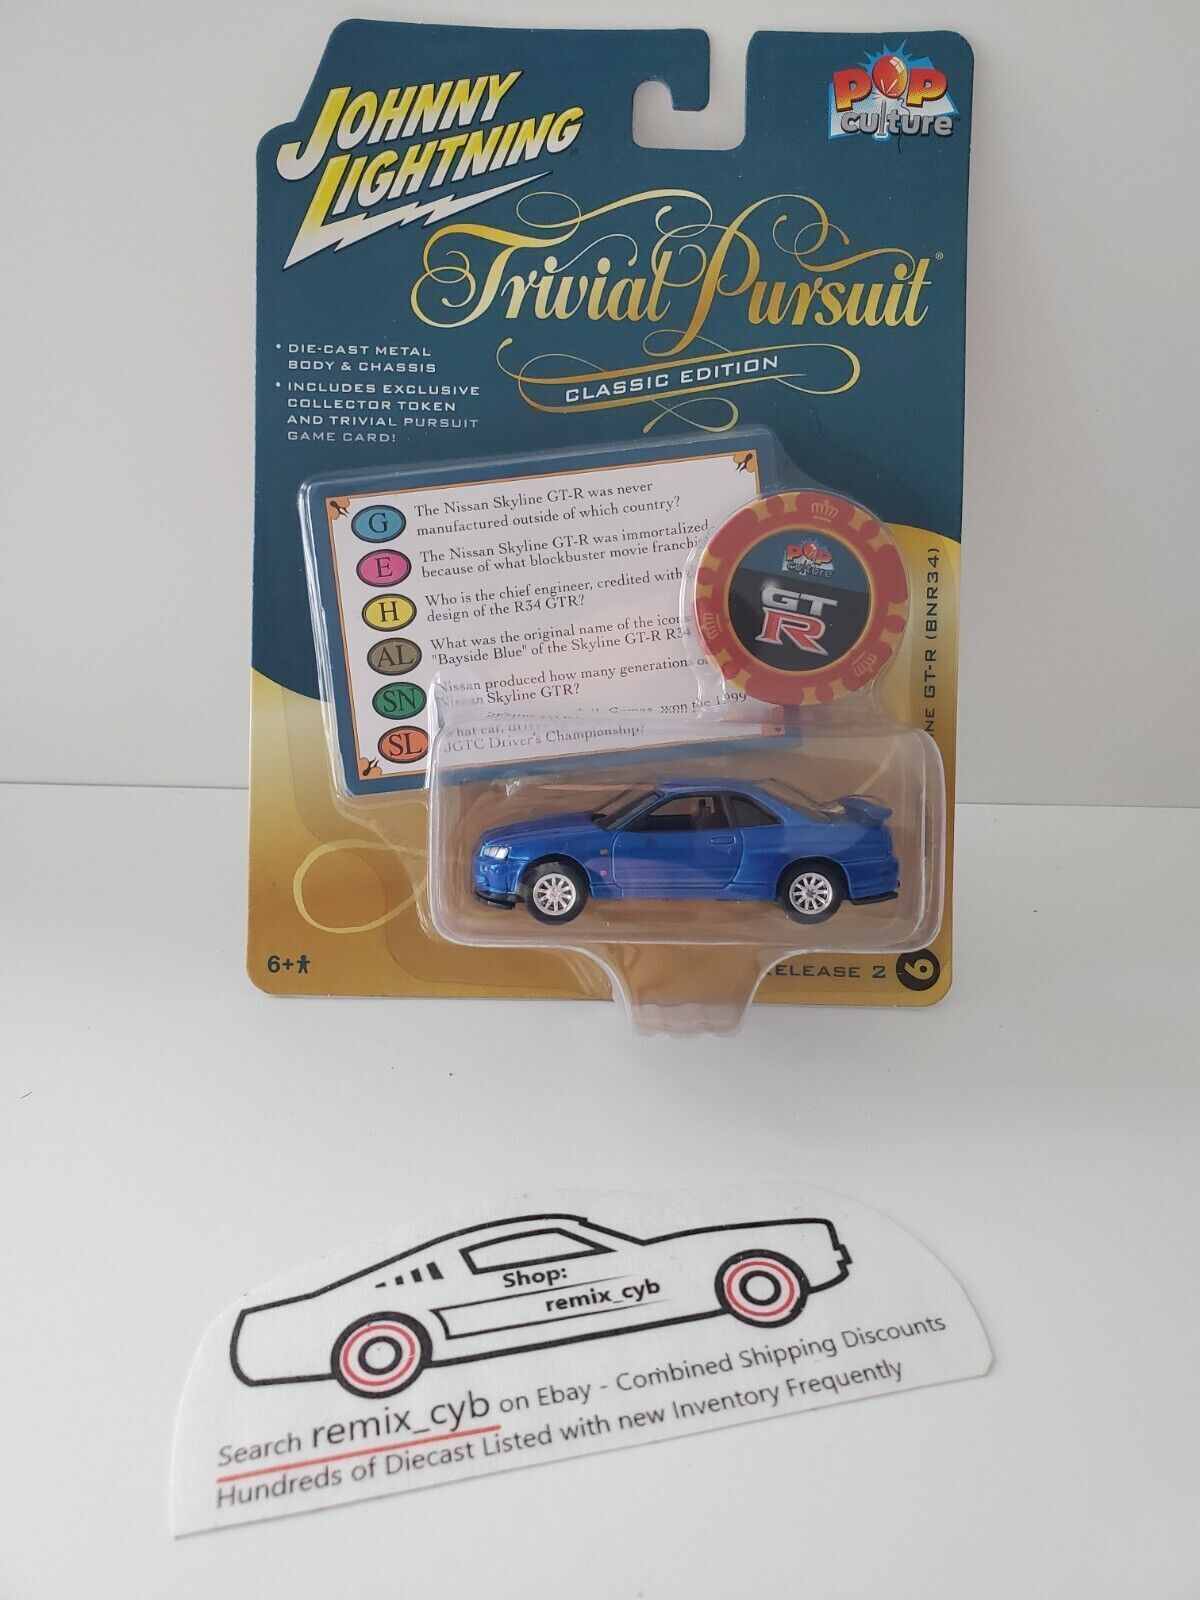 JOHNNY
LIGHTNING
POP
culture
Trivial Pursuit®
CLASSIC EDITION
• DIE-CAST METAL
BODY & CHASSIS
• INCLUDES EXCLUSIVE
COLLECTOR TOKEN
AND TRIVIAL PURSUIT
GAME CARD!
G The Nissan Skyline GT-R was never
manufactured outside of which country?
E The Nissan Skyline GT-R was immortalized
because of what blockbuster movie
H Who is the chief engineer, credited with
design of the R34 GTR?
AL What was the original name of the
"Bayside Blue" of the Skyline GT-R R34
SN Nissan produced how many generations
Nissan Skyline GTR?
SL What car, won the 1999
JGTC Driver's Championship?
POP
culture
GT
R
GT-R (BNR34)
6+
RELEASE 2 6
Shop:
remix_cyb
Search remix_cyb on Ebay - Combined Shipping Discounts
Hundreds of Diecast Listed with new Inventory Frequently